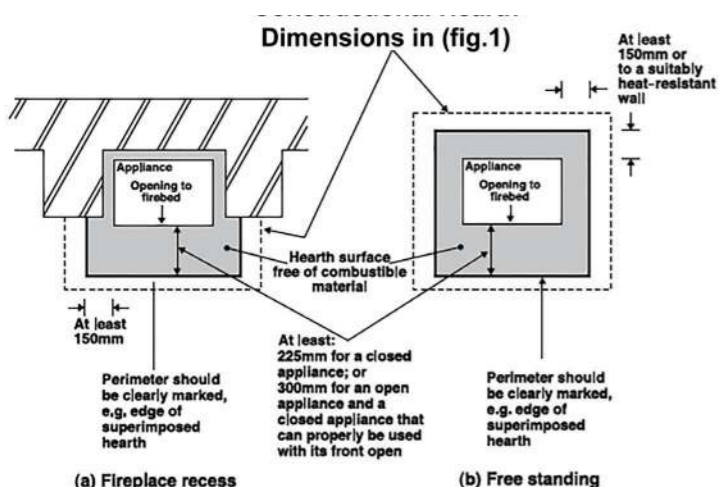 Dimensions in (fig.1)
At least
150mm or
to a suitably
heat-resistant
wall
Appliance
Opening to
firebed
Appliance
Opening to
firebed
Hearth surface
free of combustible
material
At least
150mm
At least:
225mm for a closed
appliance; or
300mm for an open
appliance and a
closed appliance that
can properly be used
with its front open
Perimeter should
be clearly marked,
e.g. edge of
superimposed
hearth
Perimeter should
be clearly marked,
e.g. edge of
superimposed
hearth
(a) Fireplace recess
(b) Free standing